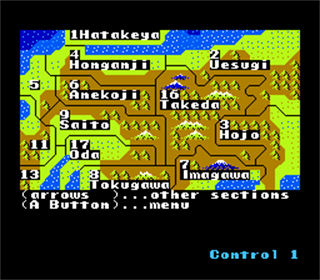 1Hatakeya
4 Honganji
2 Uesugi
5
6 Anekoji
16 Takeda
9 Saito
3 Hojo
11
17 Oda
7 Imagawa
13
8 Tokugawa
(arrows  )...other sections
(A Button)...menu
Control 1